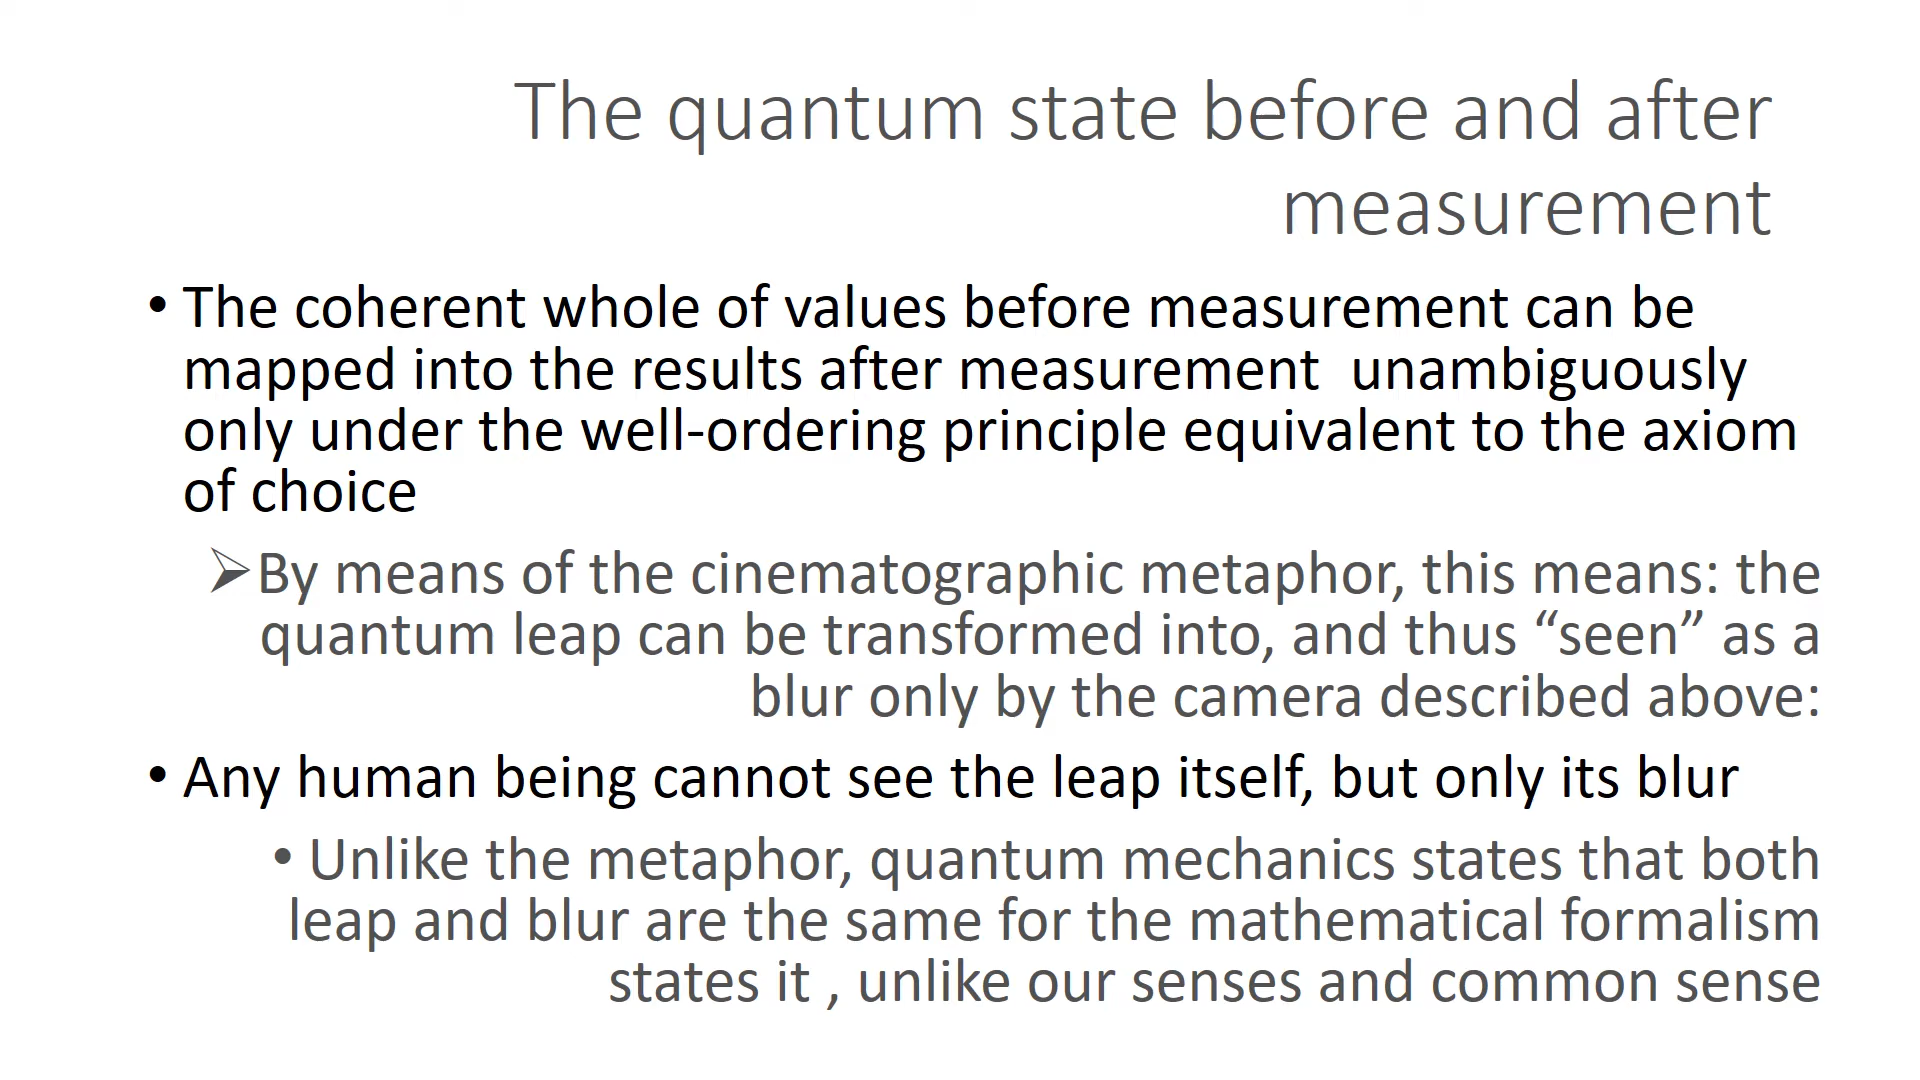 The quantum state before and after
measurement
• The coherent whole of values before measurement can be
mapped into the results after measurement  unambiguously
only under the well-ordering principle equivalent to the axiom
of choice
➢By means of the cinematographic metaphor, this means: the
quantum leap can be transformed into, and thus “seen” as a
blur only by the camera described above:
• Any human being cannot see the leap itself, but only its blur
• Unlike the metaphor, quantum mechanics states that both
leap and blur are the same for the mathematical formalism
states it , unlike our senses and common sense